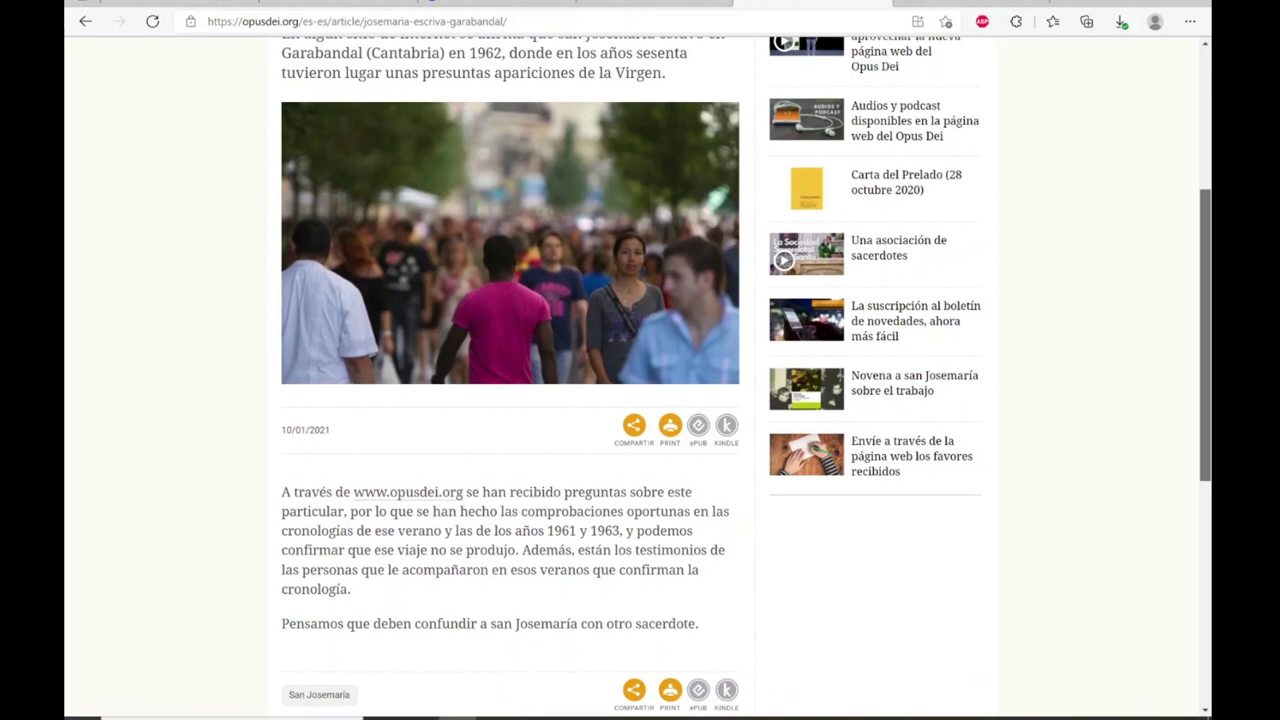 https://opusdei.org/es-es/article/josemaria-escriva-garabandal/
Garabandal (Cantabria) en 1962, donde en los años sesenta
tuvieron lugar unas presuntas apariciones de la Virgen.
10/01/2021
COMPARTIR PRINT ePUB KINDLE
A través de www.opusdei.org se han recibido preguntas sobre este
particular, por lo que se han hecho las comprobaciones oportunas en las
cronologías de ese verano y las de los años 1961 y 1963, y podemos
confirmar que ese viaje no se produjo. Además, están los testimonios de
las personas que le acompañaron en esos veranos que confirman la
cronología.
Pensamos que deben confundir a san Josemaría con otro sacerdote.
San Josemaría
COMPARTIR PRINT ePUB KINDLE
aprovechar la nueva
página web del
Opus Dei
AUDIOS Y
PODCAST
Audios y podcast
disponibles en la página
web del Opus Dei
Carta del Prelado (28
octubre 2020)
La Sociedad
Sacerdotal
Una asociación de
sacerdotes
La suscripción al boletín
de novedades, ahora
más fácil
Novena a san Josemaría
sobre el trabajo
Envíe a través de la
página web los favores
recibidos